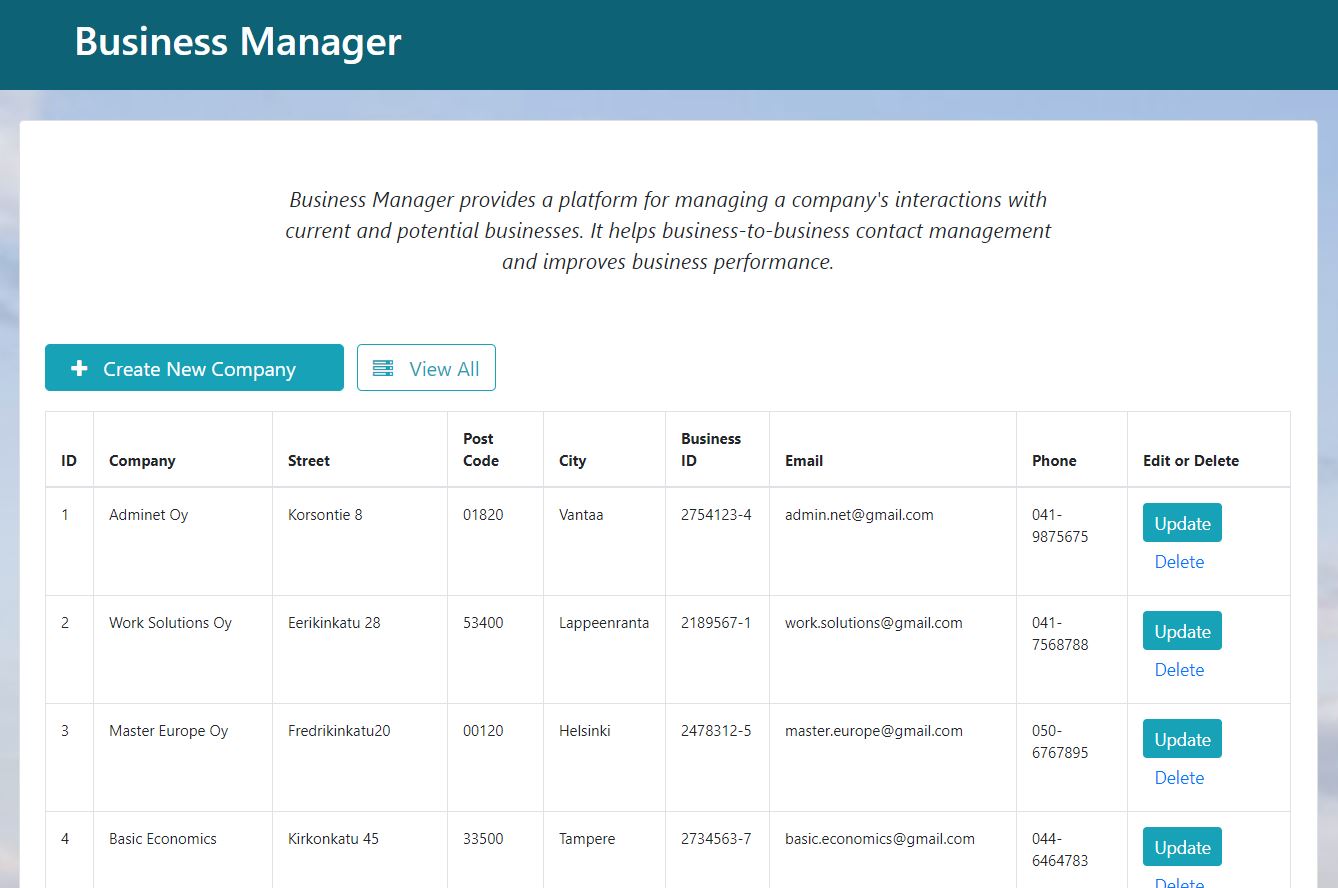 Business Manager
Business Manager provides a platform for managing a company's interactions with
current and potential businesses. It helps business-to-business contact management
and improves business performance.
Create New Company View All
ID Company Street Post Code City Business ID Email Phone Edit or Delete
1 Adminet Oy Korsontie 8 01820 Vantaa 2754123-4 admin.net@gmail.com 041-9875675 Update
Delete
2 Work Solutions Oy Eerikinkatu 28 53400 Lappeenranta 2189567-1 work.solutions@gmail.com 041-7568788 Update
Delete
3 Master Europe Oy Fredrikinkatu20 00120 Helsinki 2478312-5 master.europe@gmail.com 050-6767895 Update
Delete
4 Basic Economics Kirkonkatu 45 33500 Tampere 2734563-7 basic.economics@gmail.com 044-6464783 Update
Delete